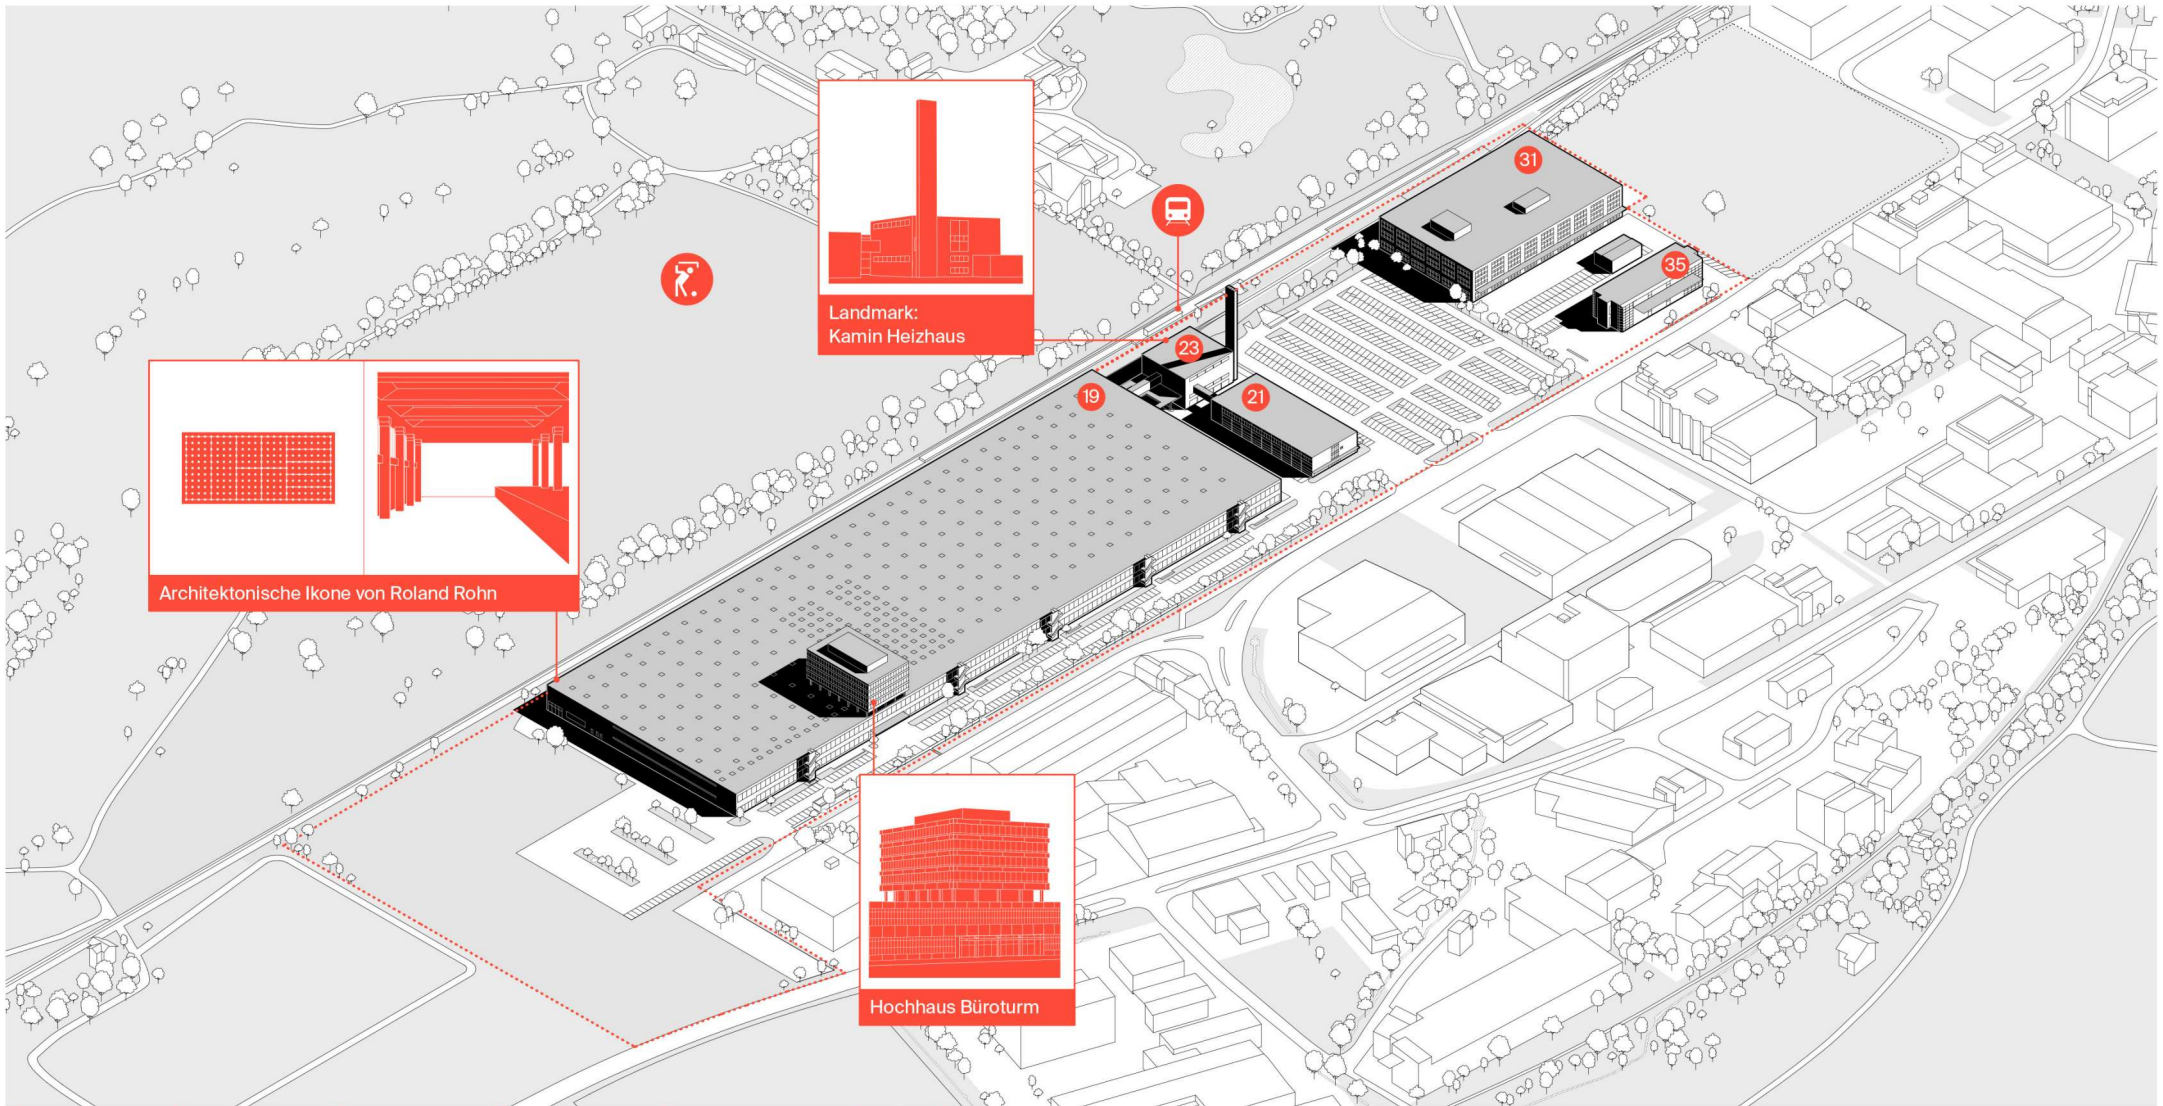 31
35
Landmark:
Kamin Heizhaus
23
19
21
Architektonische Ikone von Roland Rohn
Hochhaus Büroturm